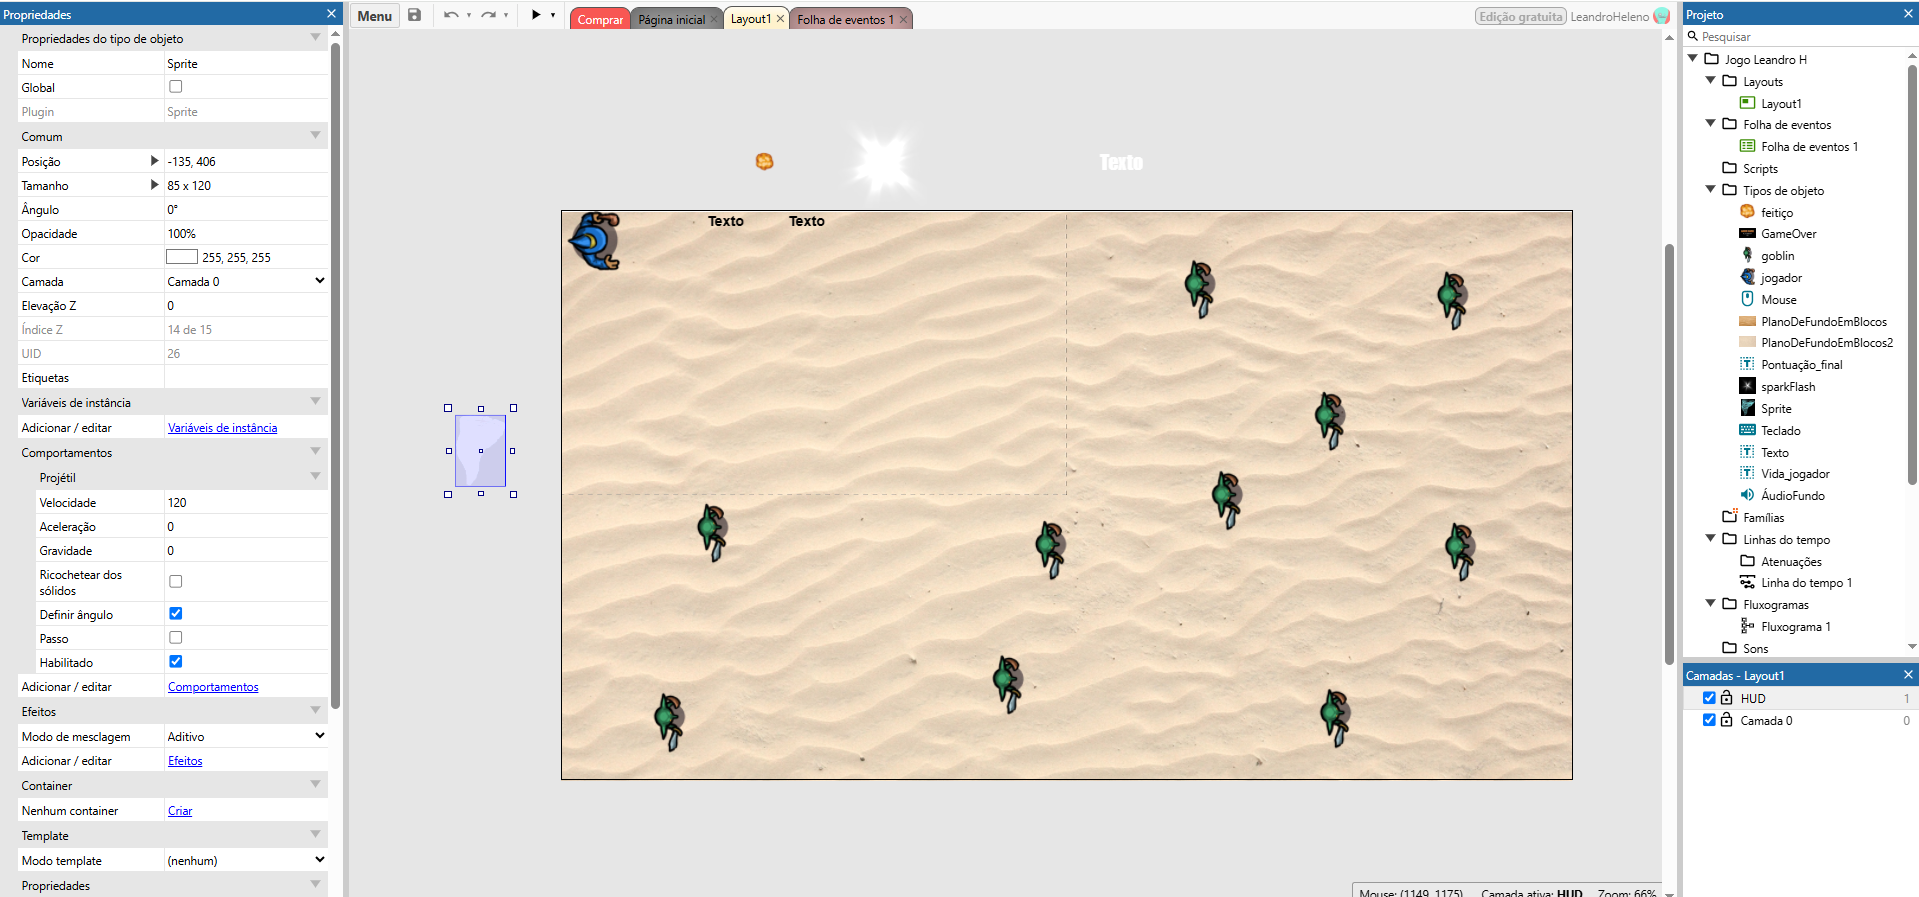 Propriedades
Propriedades do tipo de objeto
Nome Sprite
Global
Plugin Sprite
Comum
Posição -135, 406
Tamanho 85 x 120
Ângulo 0°
Opacidade 100%
Cor 255, 255, 255
Camada Camada 0
Elevação Z 0
Índice Z 14 de 15
UID 26
Etiquetas
Variáveis de instância
Adicionar / editar Variáveis de instância
Comportamentos
Projétil
Velocidade 120
Aceleração 0
Gravidade 0
Ricochetear dos
sólidos
Definir ângulo
Passo
Habilitado
Adicionar / editar Comportamentos
Efeitos
Modo de mesclagem Aditivo
Adicionar / editar Efeitos
Container
Nenhum container Criar
Template
Modo template (nenhum)
Propriedades
Menu
Comprar Página inicial Layout1 Folha de eventos 1
Edição gratuita LeandroHeleno
Texto
Texto Texto
Mouse: (1149, 1175) Camada ativa: HUD Zoom: 66%
Projeto
Pesquisar
Jogo Leandro H
Layouts
Layout1
Folha de eventos
Folha de eventos 1
Scripts
Tipos de objeto
feitiço
GameOver
goblin
jogador
Mouse
PlanoDeFundoEmBlocos
PlanoDeFundoEmBlocos2
Pontuação_final
sparkFlash
Sprite
Teclado
Texto
Vida_jogador
ÁudioFundo
Famílias
Linhas do tempo
Atenuações
Linha do tempo 1
Fluxogramas
Fluxograma 1
Sons
Camadas - Layout1
HUD 1
Camada 0 0